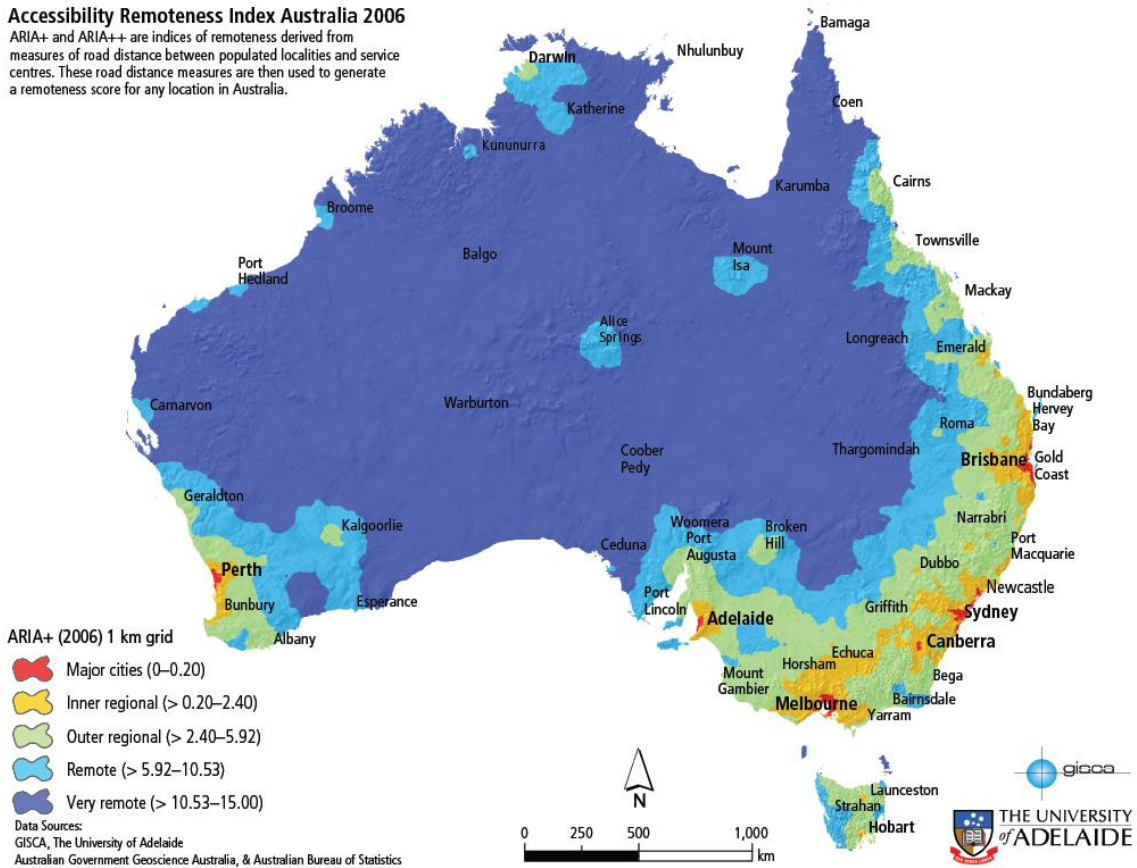 Accessibility Remoteness Index Australia 2006
ARIA+ and ARIA++ are indices of remoteness derived from
measures of road distance between populated localities and service
centres. These road distance measures are then used to generate
a remoteness score for any location in Australia.
Bamaga
Nhulunbuy
Darwin
Katherine
Coen
Kununurra
Karumba
Cairns
Broome
Townsville
Balgo
Mount
Isa
Port
Hedland
Mackay
Alice
Springs
Longreach
Emerald
Carnarvon
Warburton
Bundaberg
Hervey
Bay
Roma
Coober
Pedy
Thargomindah
Brisbane
Gold
Coast
Geraldton
Kalgoorlie
Woomera
Port
Augusta
Broken
Hill
Narrabri
Ceduna
Port
Macquarie
Perth
Dubbo
Newcastle
Bunbury
Esperance
Port
Lincoln
Griffith
Sydney
Adelaide
Albany
Canberra
Echuca
Horsham
Mount
Gambier
Bega
Bairnsdale
Melbourne
Yarram
Launceston
Strahan
Hobart
ARIA+ (2006) 1 km grid
Major cities (0–0.20)
Inner regional (> 0.20–2.40)
Outer regional (> 2.40–5.92)
Remote (> 5.92–10.53)
Very remote (> 10.53–15.00)
Data Sources:
GISCA, The University of Adelaide
Australian Government Geoscience Australia, & Australian Bureau of Statistics
N
0 250 500 1,000
km
gisca
THE UNIVERSITY
of ADELAIDE